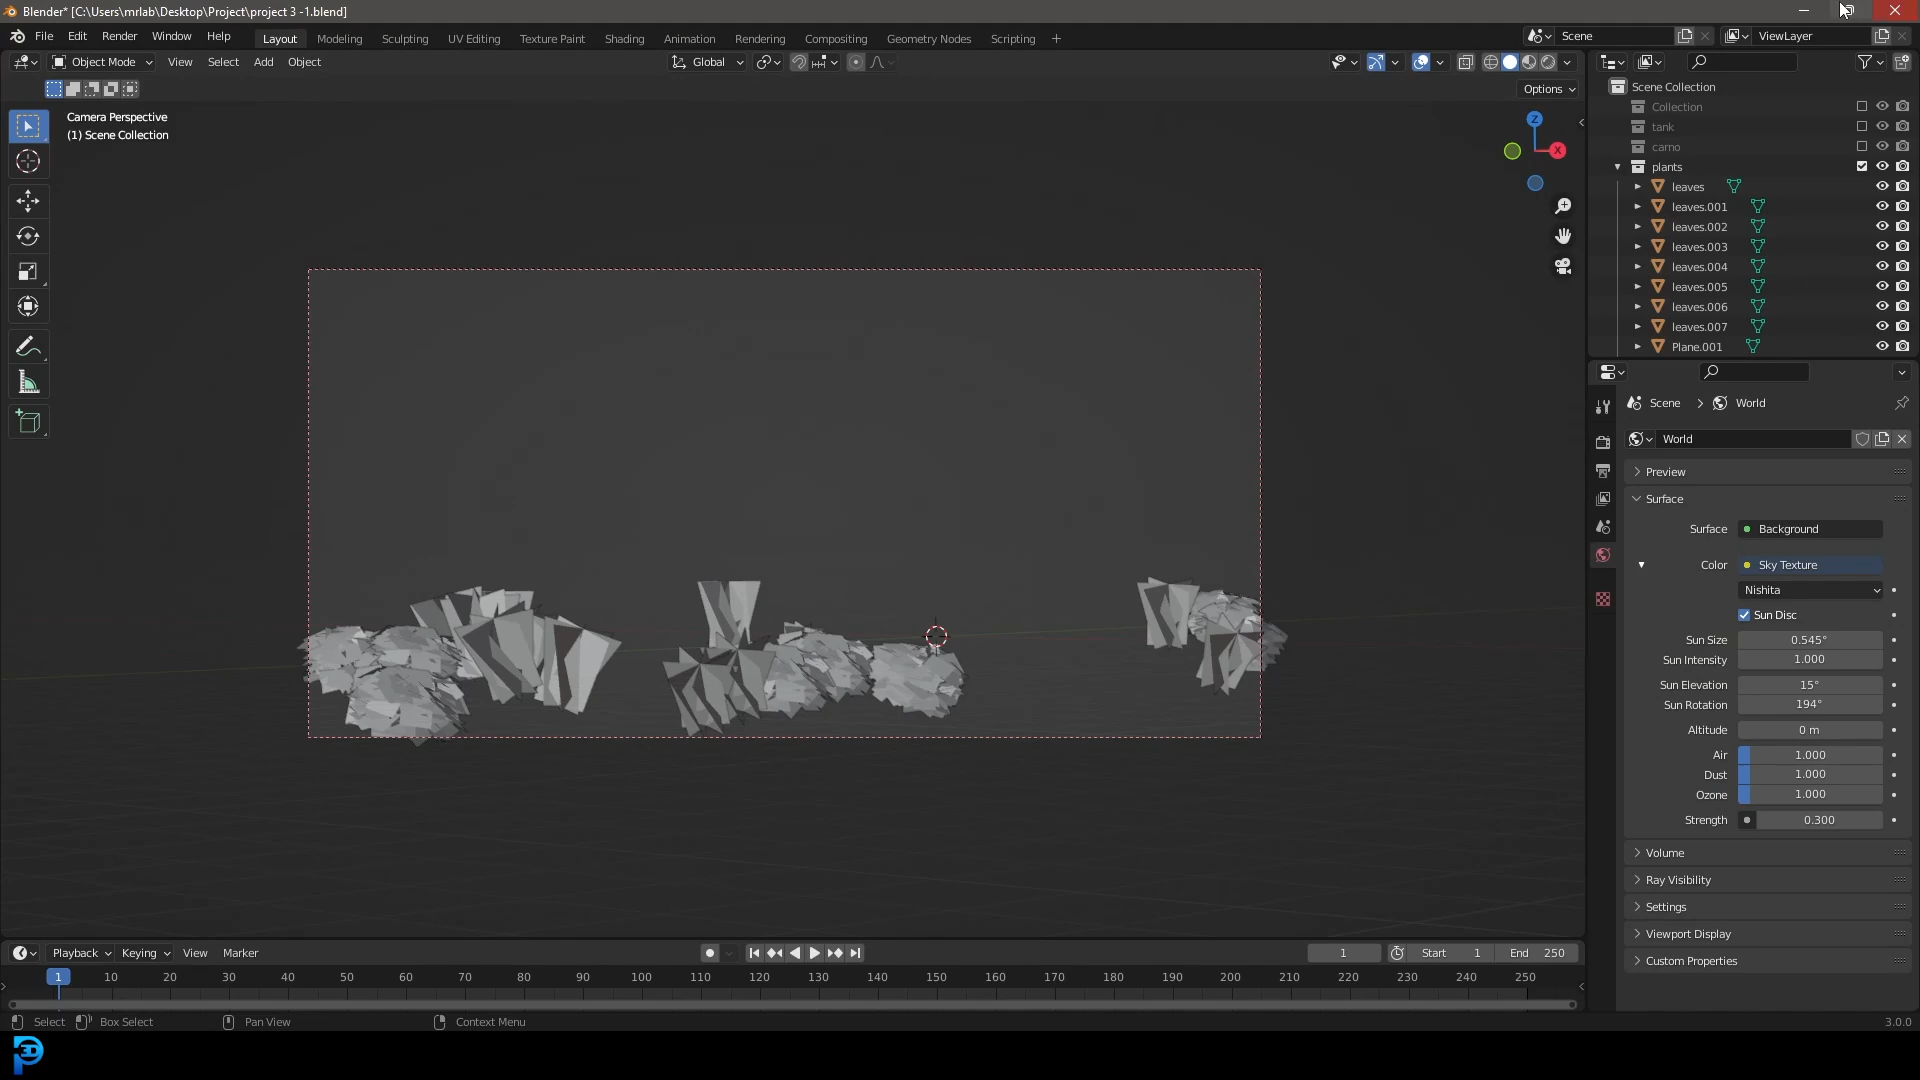 Blender* [C:\Users\mrlab\Desktop\Project\project 3 -1.blend]
File Edit Render Window Help
Layout Modeling Sculpting UV Editing Texture Paint Shading Animation Rendering Compositing Geometry Nodes Scripting +
Scene
ViewLayer
Object Mode View Select Add Object
Global
Options
Camera Perspective
(1) Scene Collection
Z
X
Scene Collection
Collection
tank
camo
plants
leaves
leaves.001
leaves.002
leaves.003
leaves.004
leaves.005
leaves.006
leaves.007
Plane.001
Scene > World
World
Preview
Surface
Surface Background
Color Sky Texture
Nishita
Sun Disc
Sun Size 0.545°
Sun Intensity 1.000
Sun Elevation 15°
Sun Rotation 194°
Altitude 0 m
Air 1.000
Dust 1.000
Ozone 1.000
Strength 0.300
Volume
Ray Visibility
Settings
Viewport Display
Custom Properties
Playback Keying View Marker
1
Start 1 End 250
1 10 20 30 40 50 60 70 80 90 100 110 120 130 140 150 160 170 180 190 200 210 220 230 240 250
Select Box Select Pan View Context Menu
3.0.0